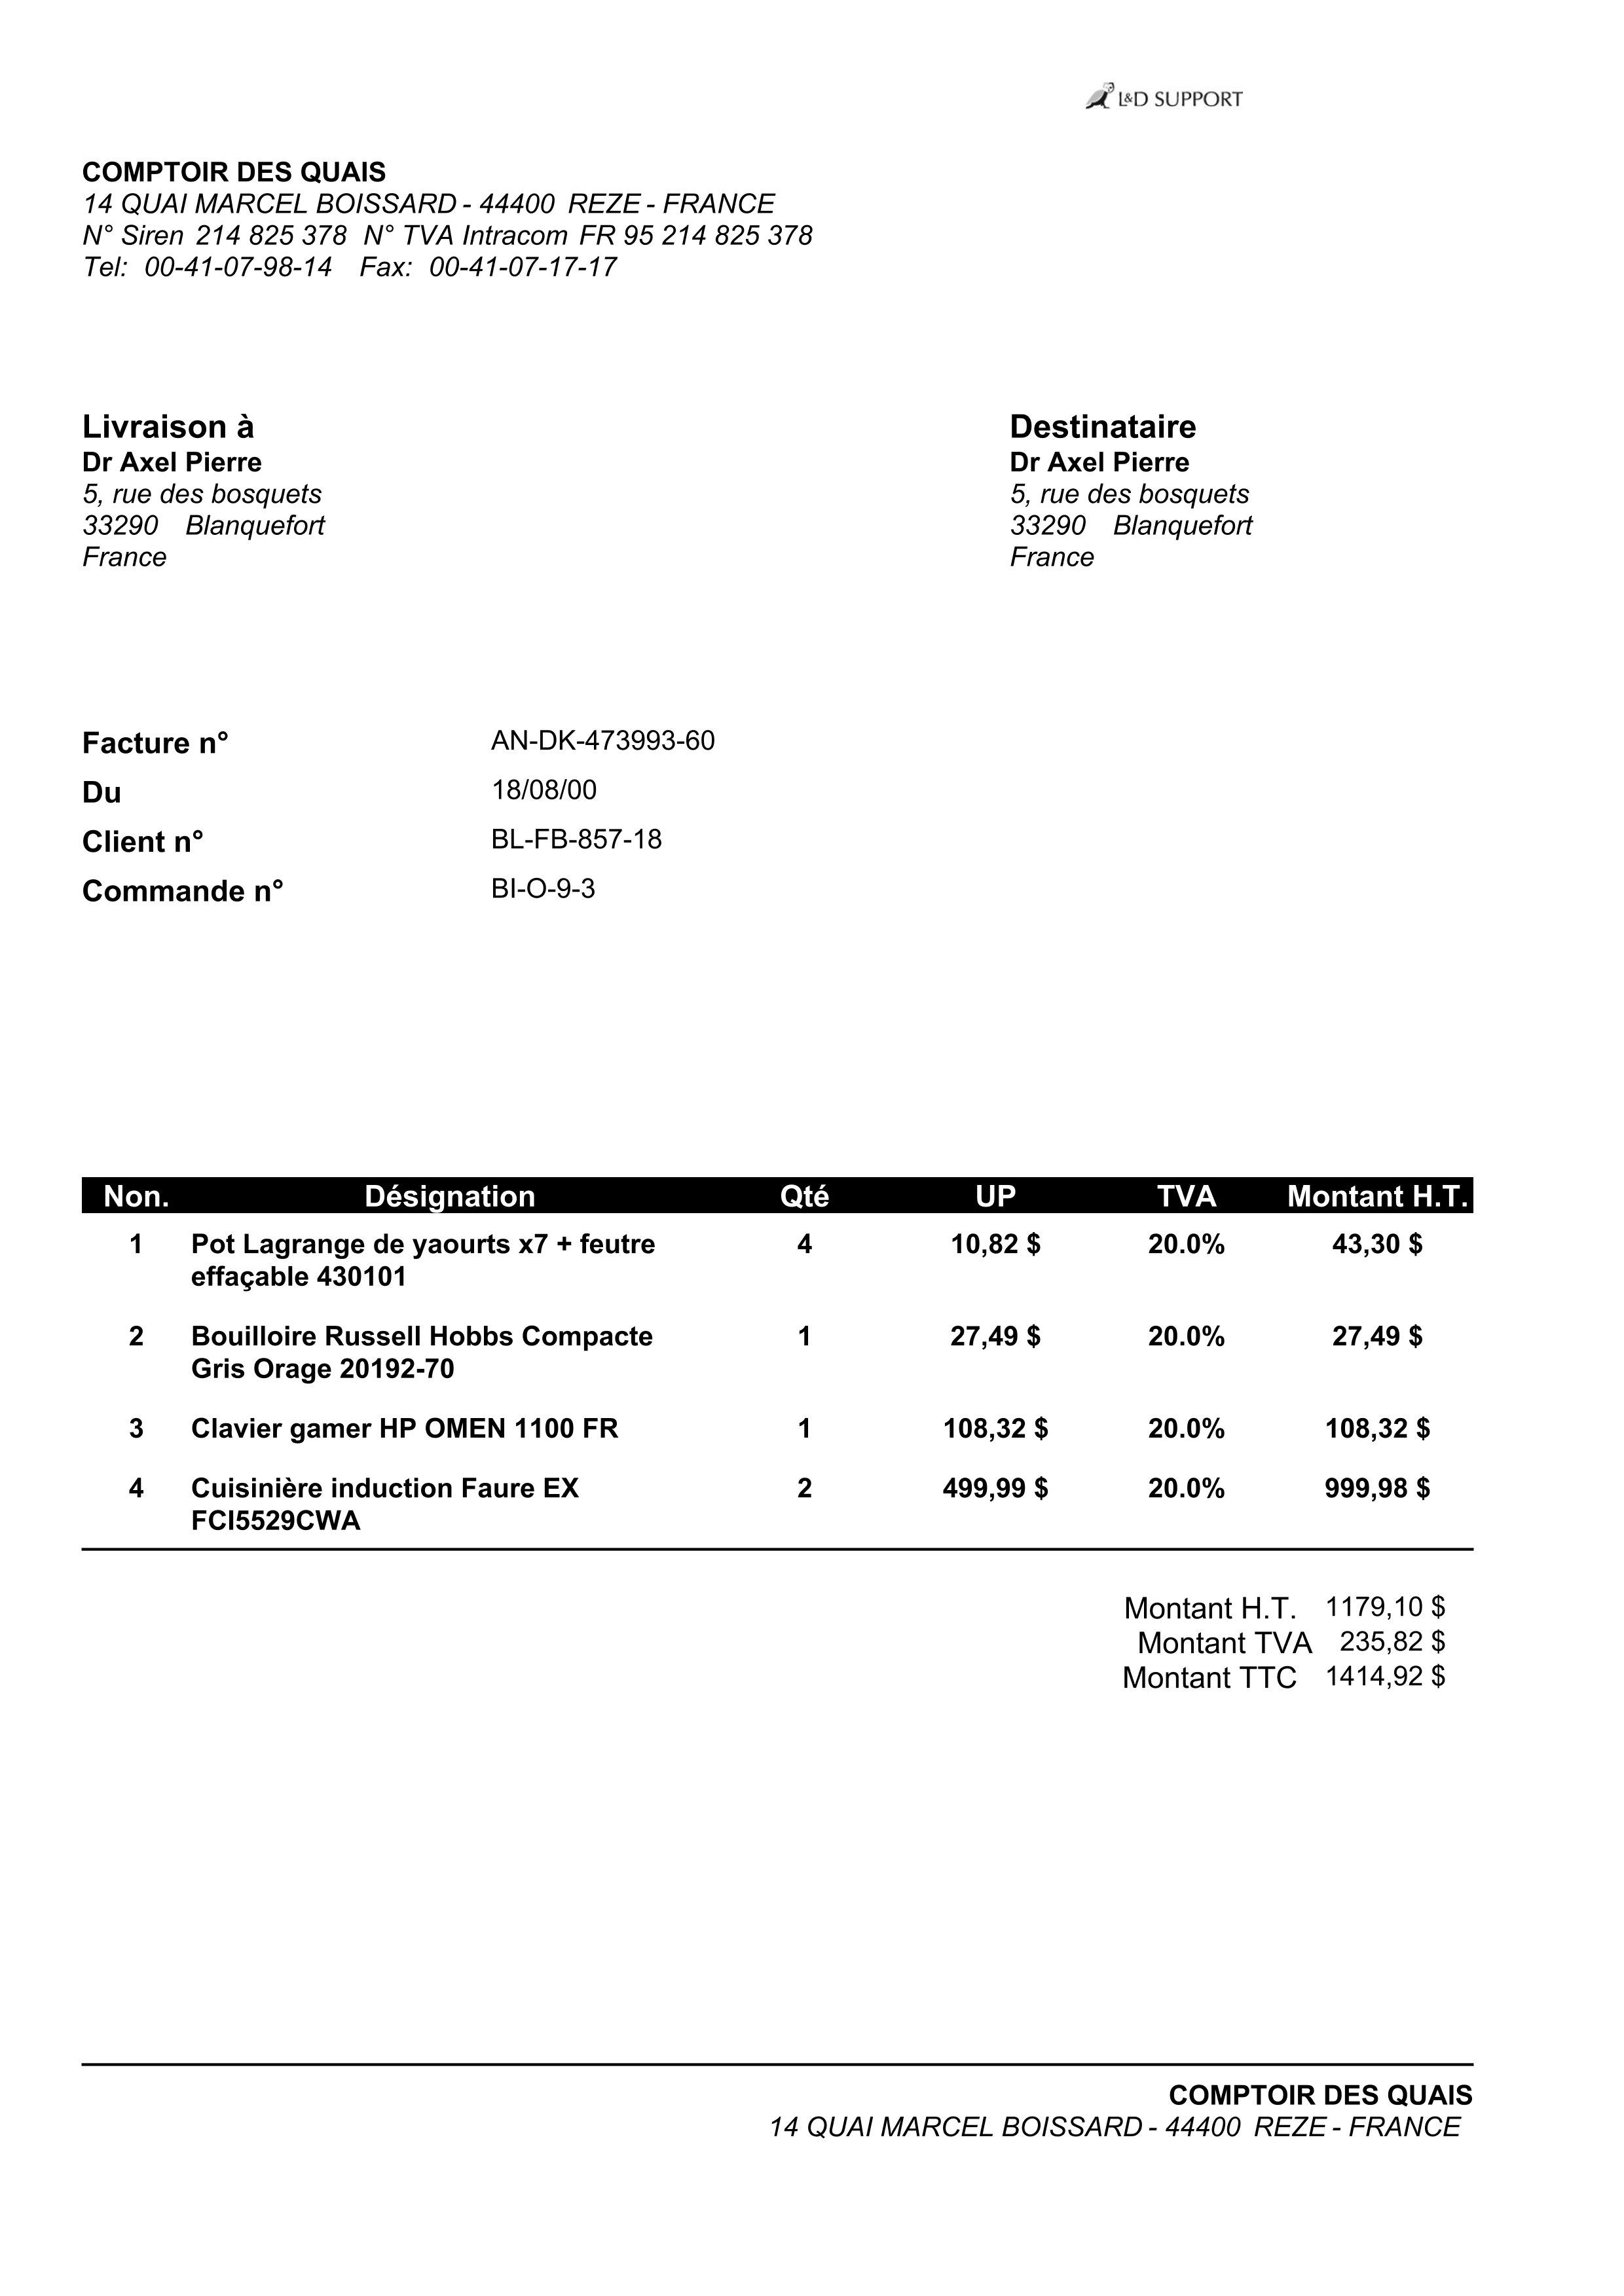 L&D SUPPORT
COMPTOIR DES QUAIS
14 QUAI MARCEL BOISSARD - 44400 REZE - FRANCE
N° Siren 214 825 378 N° TVA Intracom FR 95 214 825 378
Tel: 00-41-07-98-14 Fax: 00-41-07-17-17
Livraison à
Dr Axel Pierre
5, rue des bosquets
33290 Blanquefort
France
Destinataire
Dr Axel Pierre
5, rue des bosquets
33290 Blanquefort
France
Facture n° AN-DK-473993-60
Du 18/08/00
Client n° BL-FB-857-18
Commande n° BI-O-9-3
Non. Désignation Qté UP TVA Montant H.T.
1 Pot Lagrange de yaourts x7 + feutre 4 10,82 $ 20.0% 43,30 $
effaçable 430101
2 Bouilloire Russell Hobbs Compacte 1 27,49 $ 20.0% 27,49 $
Gris Orage 20192-70
3 Clavier gamer HP OMEN 1100 FR 1 108,32 $ 20.0% 108,32 $
4 Cuisinière induction Faure EX 2 499,99 $ 20.0% 999,98 $
FCI5529CWA
Montant H.T. 1179,10 $
Montant TVA 235,82 $
Montant TTC 1414,92 $
COMPTOIR DES QUAIS
14 QUAI MARCEL BOISSARD - 44400 REZE - FRANCE